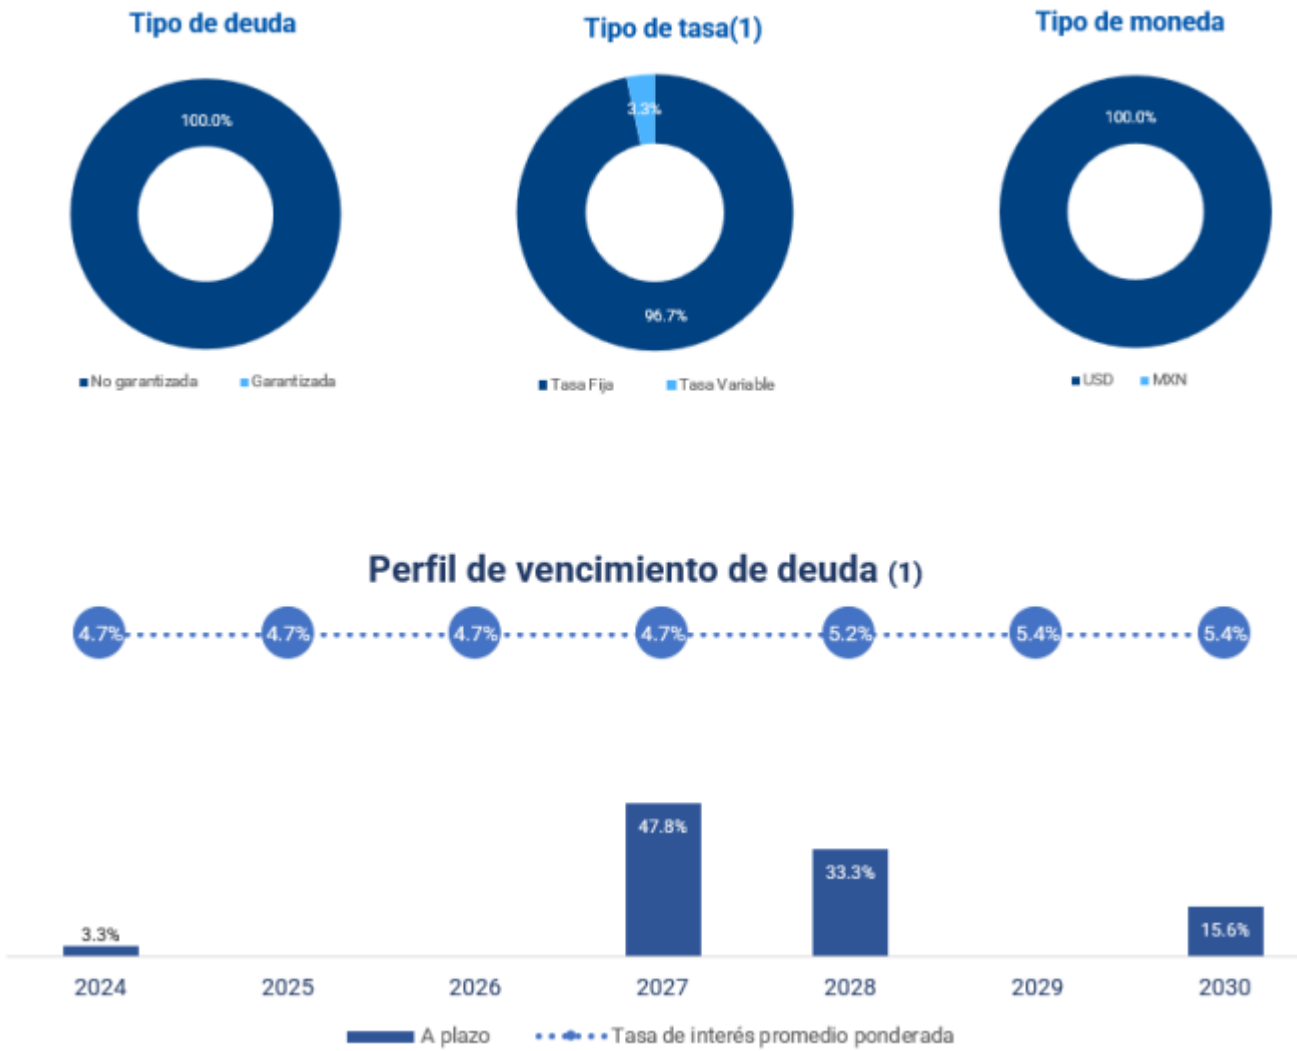 Tipo de deuda
Tipo de tasa(1)
Tipo de moneda
100.0%
3.3%
100.0%
96.7%
No garantizada Garantizada
Tasa Fija Tasa Variable
USD MXN
Perfil de vencimiento de deuda (1)
4.7% 4.7% 4.7% 4.7% 5.2% 5.4% 5.4%
47.8%
33.3%
3.3%
15.6%
2024 2025 2026 2027 2028 2029 2030
A plazo Tasa de interés promedio ponderada